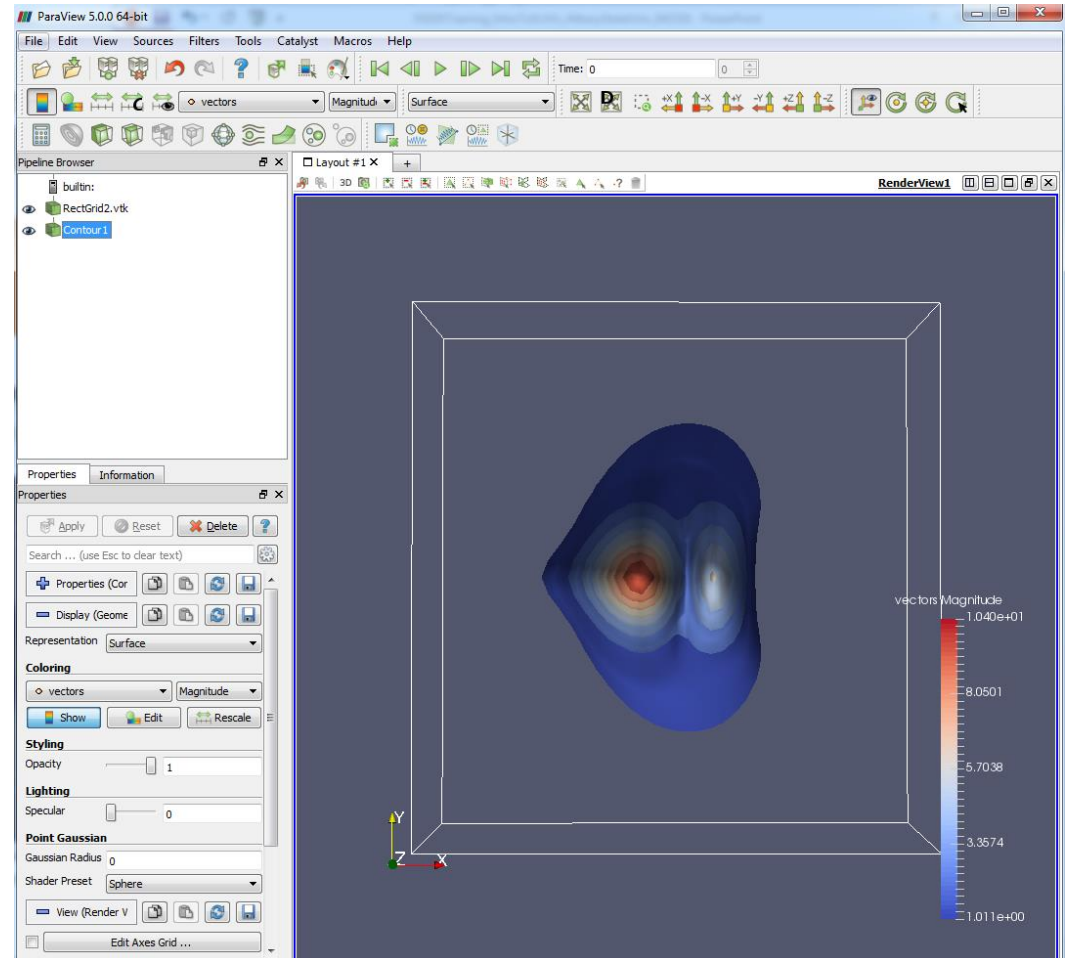 ParaView 5.0.0 64-bit
File Edit View Sources Filters Tools Catalyst Macros Help
Time: 0 0
vectors Magnitud Surface
Pipeline Browser
Layout #1
3D
RenderView1
builtin:
RectGrid2.vtk
Contour1
Properties Information
Properties
Apply Reset Delete
Search ... (use Esc to clear text)
Properties (Cor
Display (Geome
Representation Surface
Coloring
vectors Magnitude
Show Edit Rescale
Styling
Opacity 1
Lighting
Specular 0
Point Gaussian
Gaussian Radius 0
Shader Preset Sphere
View (Render V
Edit Axes Grid ...
vectors Magnitude
1.040e+01
8.0501
5.7038
3.3574
1.011e+00
Y
Z X